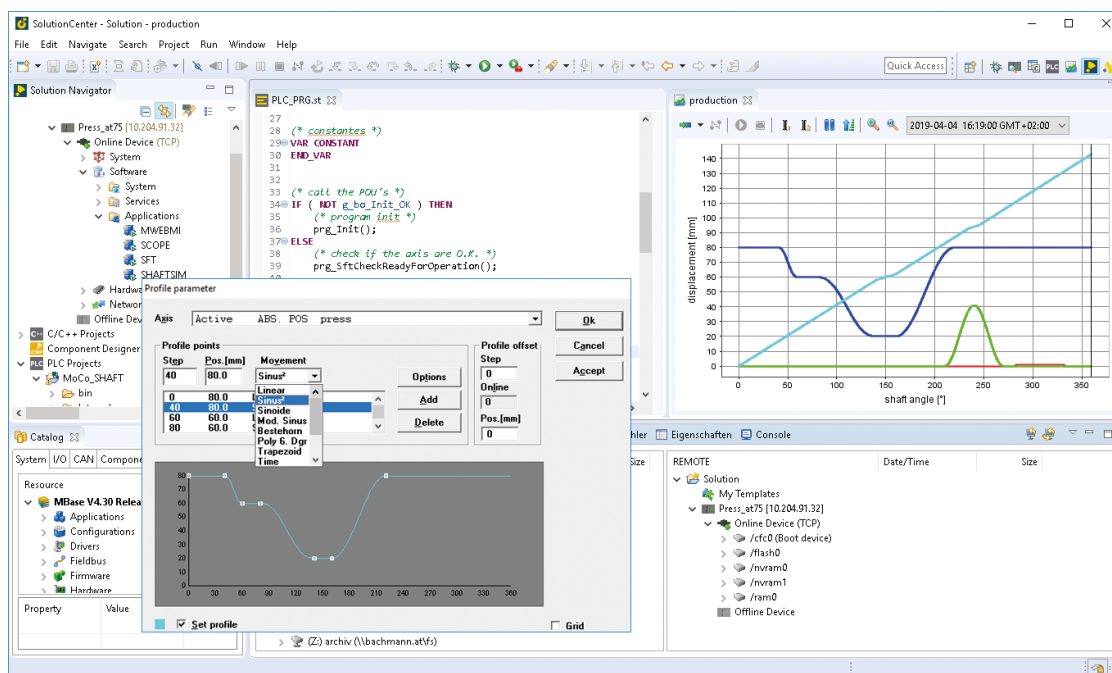 SolutionCenter - Solution - production
File Edit Navigate Search Project Run Window Help
Quick Access
PLC
Solution Navigator
Press_at75 [10.204.91.32]
Online Device (TCP)
System
Software
System
Services
Applications
MWEBMI
SCOPE
SFT
SHAFTSIM
Hardwa
Networ
Offline Dev
C/C++ Projects
Component Designer
PLC Projects
MoCo_SHAFT
bin
PLC_PRG.st
27
28 (* constantes *)
29 VAR CONSTANT
30 END_VAR
31
32
33 (* call the POU's *)
34 IF ( NOT g_bo_Init_OK ) THEN
35 (* program init *)
36 prg_Init();
37 ELSE
38 (* check if the axis are O.K. *)
39 prg_SftCheckReadyForOperation();
production
2019-04-04 16:19:00 GMT+02:00
displacement [mm]
140
130
120
110
100
90
80
70
60
50
40
30
20
10
0
0 50 100 150 200 250 300 350
shaft angle [°]
Profile parameter
Axis Active ABS. POS press
Ok
Cancel
Accept
Profile points
Step Pos.[mm] Movement
40 80.0 Sinus²
Linear
Sinus²
Sinoide
Mod. Sinus
Bestehorn
Poly 6. Dgr
Trapezoid
Time
0 80.0
40 80.0
60 60.0
80 60.0
Options
Add
Delete
Profile offset
Step
0
Online
0
Pos.[mm]
0
80
70
60
50
40
30
20
10
0
0 30 60 90 120 150 180 210 240 270 300 330 360
Set profile
Grid
Catalog
System I/O CAN Compone
Resource
MBase V4.30 Relea
Applications
Configurations
Drivers
Fieldbus
Firmware
Hardware
Property Value
hler Eigenschaften Console
Size
(Z:) archiv (\\bachmann.at\fs)
REMOTE Date/Time Size
Solution
My Templates
Press_at75 [10.204.91.32]
Online Device (TCP)
/cfc0 (Boot device)
/flash0
/nvram0
/nvram1
/ram0
Offline Device